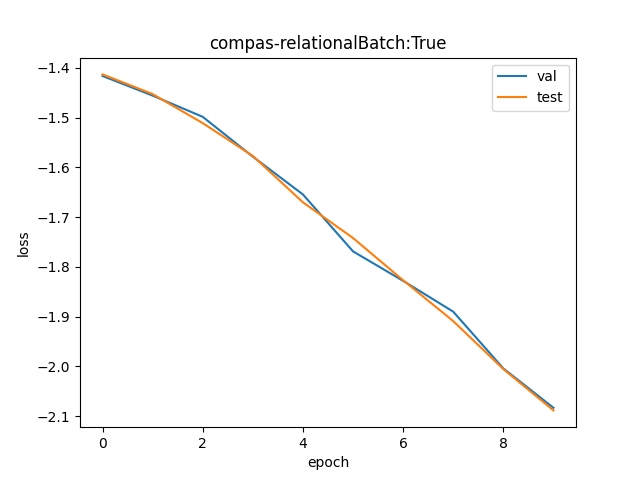 compas-relationalBatch:True
val
test
−1.4
−1.5
−1.6
−1.7
−1.8
−1.9
−2.0
−2.1
loss
0 2 4 6 8
epoch